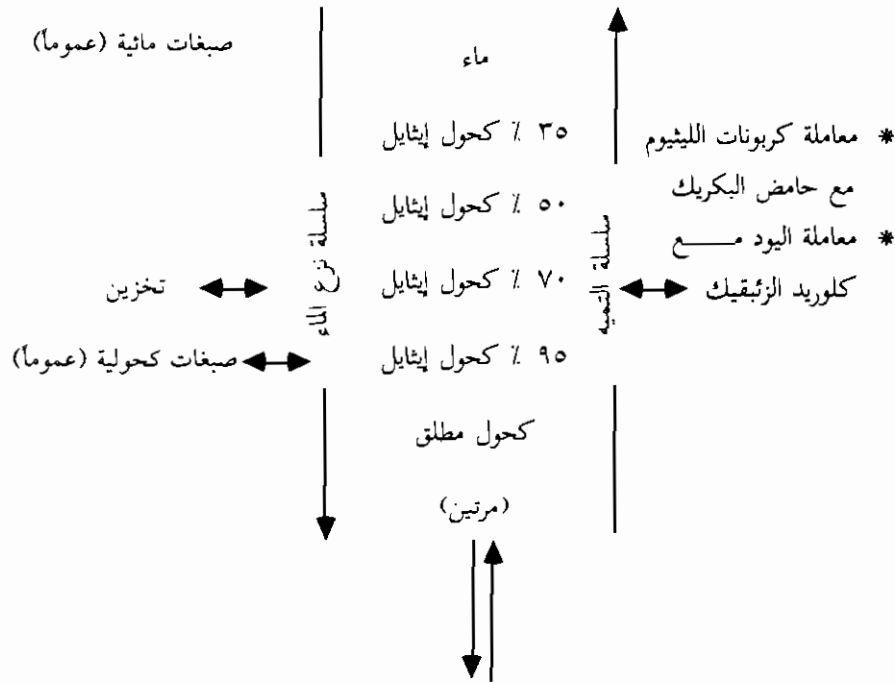 صبغات مائية (عموماً)
ماء
٣٥ ٪ كحول إيثايل
* معاملة كربونات الليثيوم
مع حامض البكريك
٥٠ ٪ كحول إيثايل
* معاملة اليود مـــع
سلسلة نزع الماء
سلسلة التميه
٧٠ ٪ كحول إيثايل
كلوريد الزئبقيك
تخزين
٩٥ ٪ كحول إيثايل
صبغات كحولية (عموماً)
كحول مطلق
(مرتين)